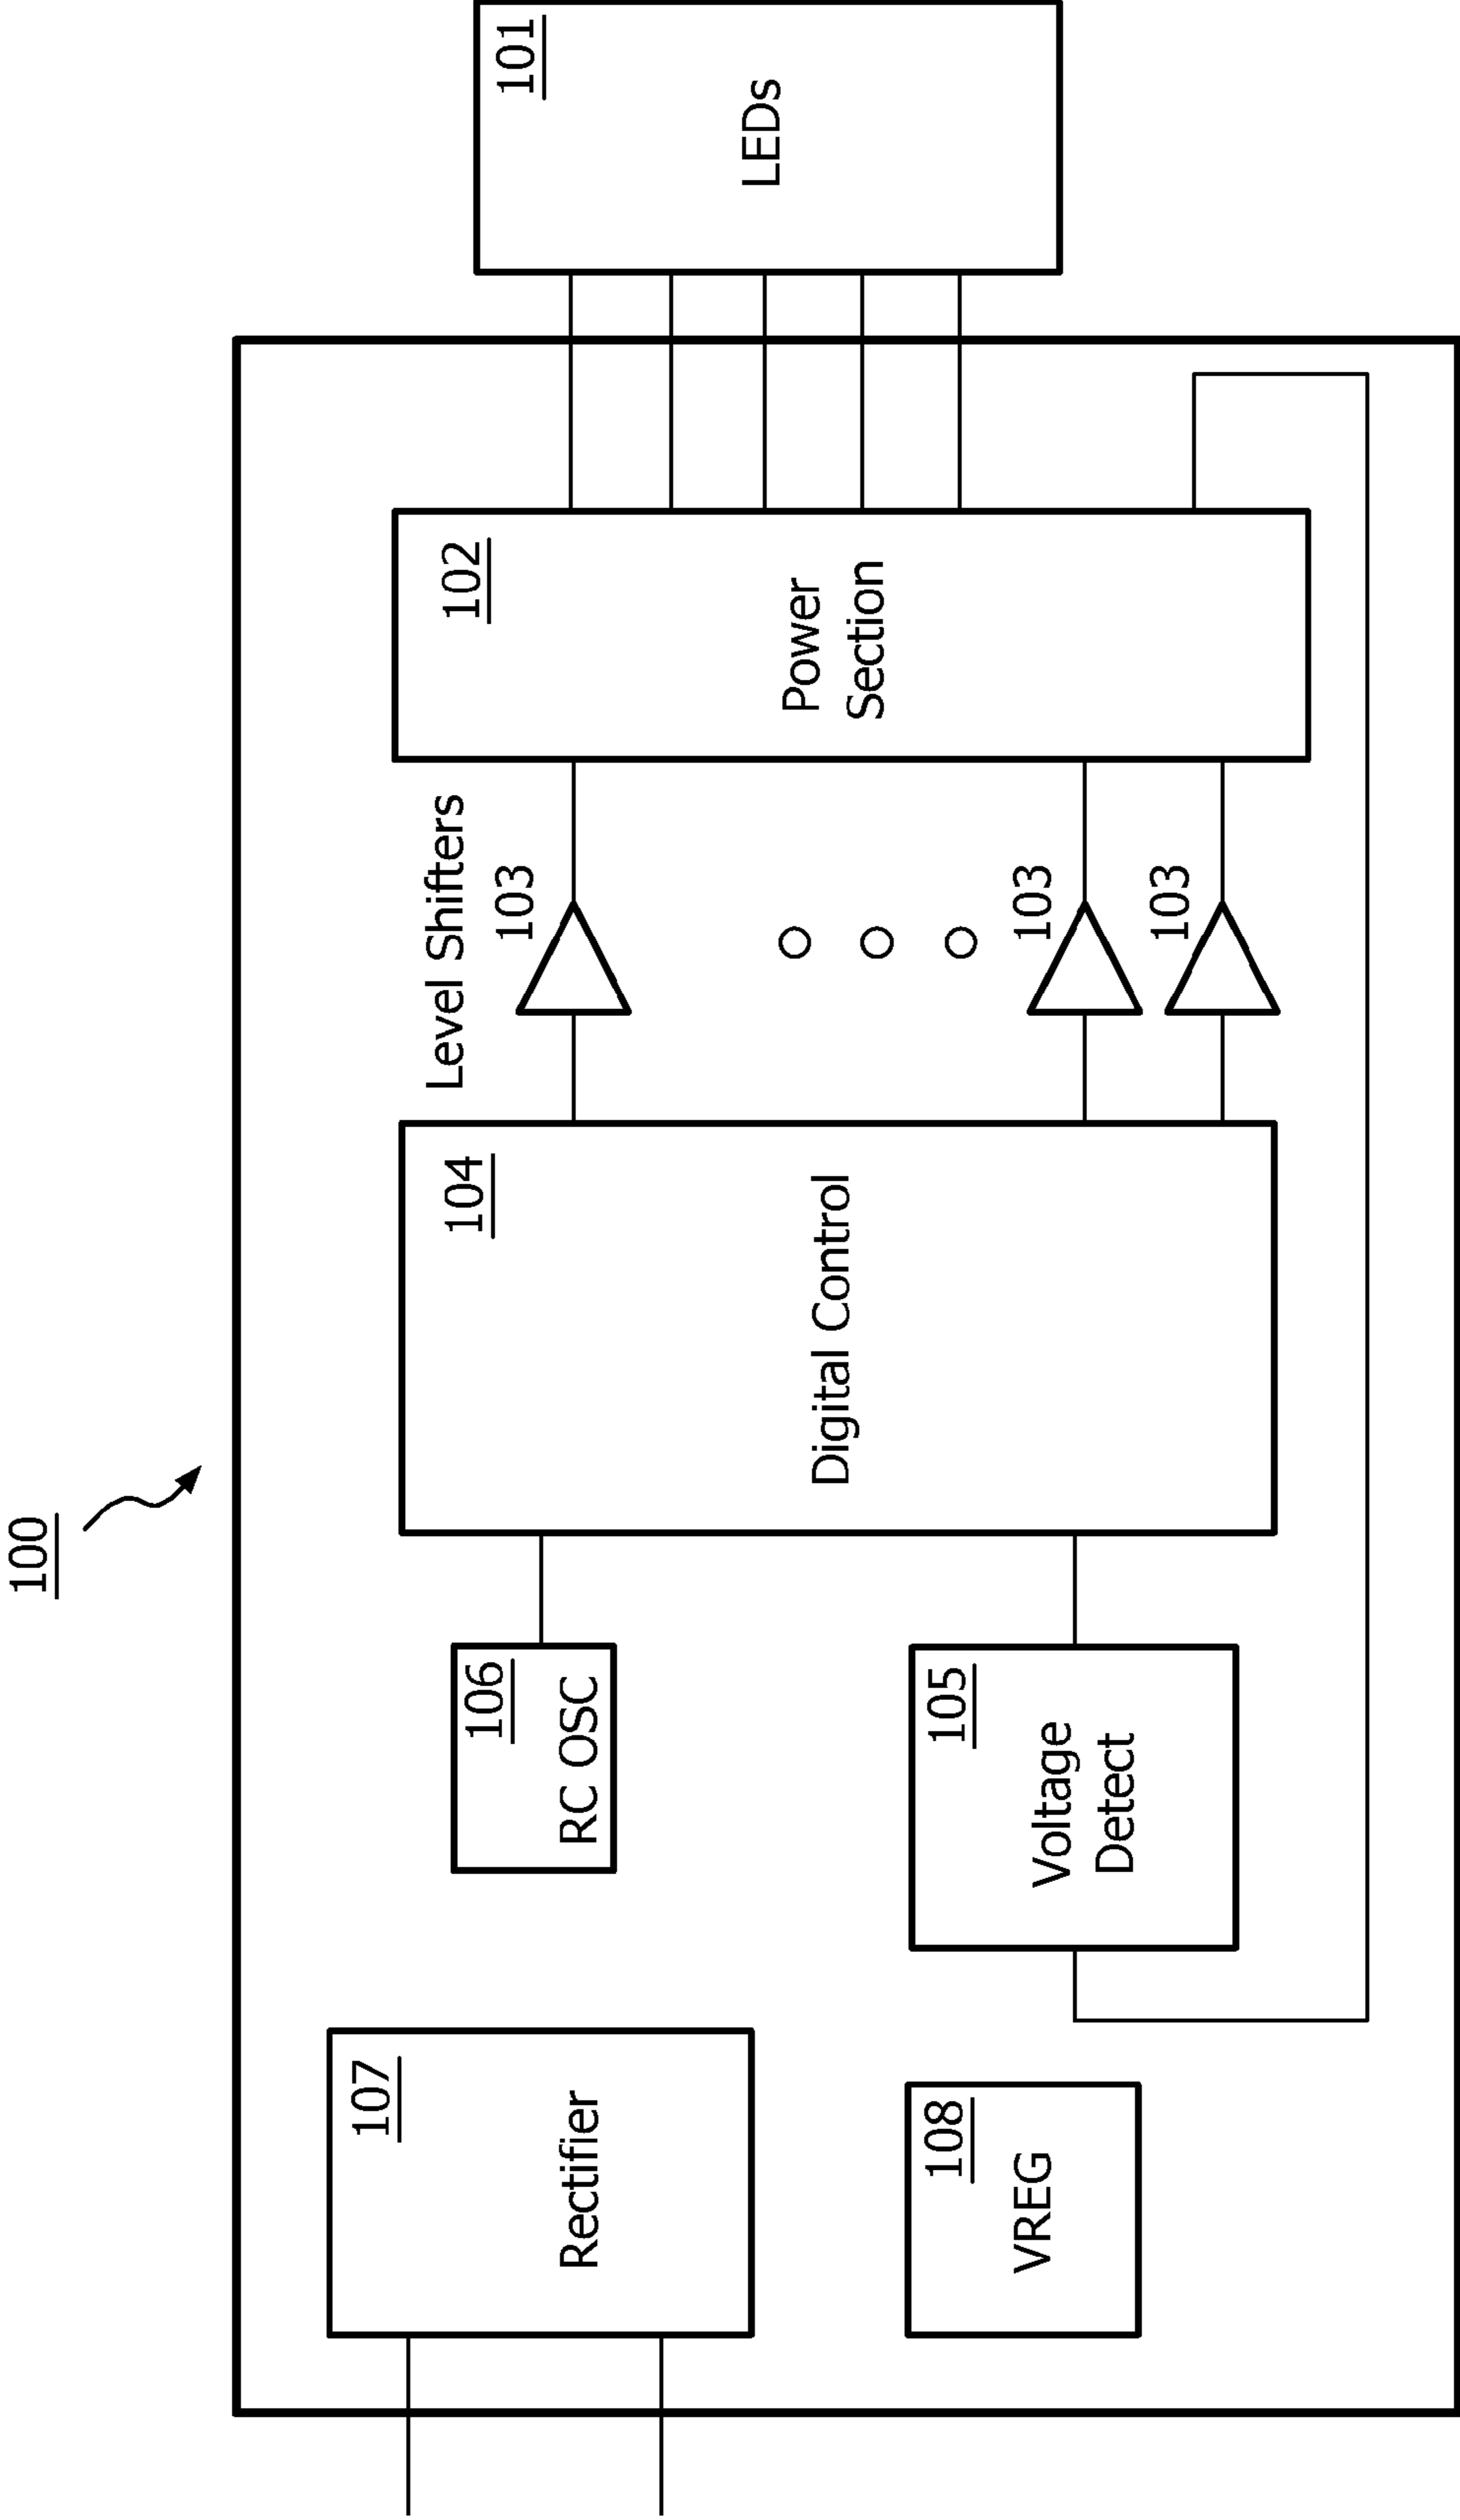 100
107
Rectifier
108
VREG
106
RC OSC
105
Voltage
Detect
104
Digital Control
Level Shifters
103
103
103
102
Power
Section
101
LEDs